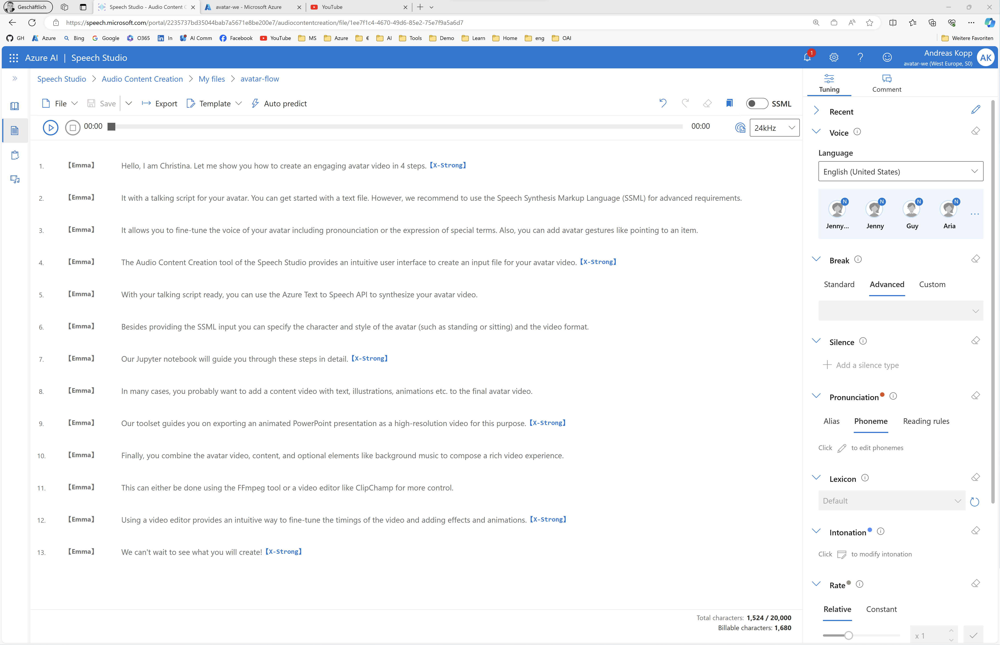 Geschäftlich
Speech Studio - Audio Content C
avatar-we - Microsoft Azure
YouTube
https://speech.microsoft.com/portal/2235737bd35044bab7a5671e8be200e7/audiocontentcreation/file/1ee7f1c4-4670-49d6-85e2-75e7f9a5a6d7
GH Azure Bing Google O365 In AI Comm Facebook YouTube MS Azure € AI Tools Demo Learn Home eng OAI Weitere Favoriten
Azure AI | Speech Studio
1
Andreas Kopp
avatar-we (West Europe, S0)
AK
Speech Studio > Audio Content Creation > My files > avatar-flow
File Save Export Template Auto predict SSML
00:00 00:00 24kHz
1. 【Emma】 Hello, I am Christina. Let me show you how to create an engaging avatar video in 4 steps.【X-Strong】
2. 【Emma】 It with a talking script for your avatar. You can get started with a text file. However, we recommend to use the Speech Synthesis Markup Language (SSML) for advanced requirements.
3. 【Emma】 It allows you to fine-tune the voice of your avatar including pronounciation or the expression of special terms. Also, you can add avatar gestures like pointing to an item.
4. 【Emma】 The Audio Content Creation tool of the Speech Studio provides an intuitive user interface to create an input file for your avatar video.【X-Strong】
5. 【Emma】 With your talking script ready, you can use the Azure Text to Speech API to synthesize your avatar video.
6. 【Emma】 Besides providing the SSML input you can specify the character and style of the avatar (such as standing or sitting) and the video format.
7. 【Emma】 Our Jupyter notebook will guide you through these steps in detail.【X-Strong】
8. 【Emma】 In many cases, you probably want to add a content video with text, illustrations, animations etc. to the final avatar video.
9. 【Emma】 Our toolset guides you on exporting an animated PowerPoint presentation as a high-resolution video for this purpose.【X-Strong】
10. 【Emma】 Finally, you combine the avatar video, content, and optional elements like background music to compose a rich video experience.
11. 【Emma】 This can either be done using the FFmpeg tool or a video editor like ClipChamp for more control.
12. 【Emma】 Using a video editor provides an intuitive way to fine-tune the timings of the video and adding effects and animations.【X-Strong】
13. 【Emma】 We can't wait to see what you will create!【X-Strong】
Total characters: 1,524 / 20,000
Billable characters: 1,680
Tuning Comment
Recent
Voice
Language
English (United States)
N N N N
Jenny... Jenny Guy Aria ...
Break
Standard Advanced Custom
Silence
Add a silence type
Pronunciation
Alias Phoneme Reading rules
Click to edit phonemes
Lexicon
Default
Intonation
Click to modify intonation
Rate
Relative Constant
x 1